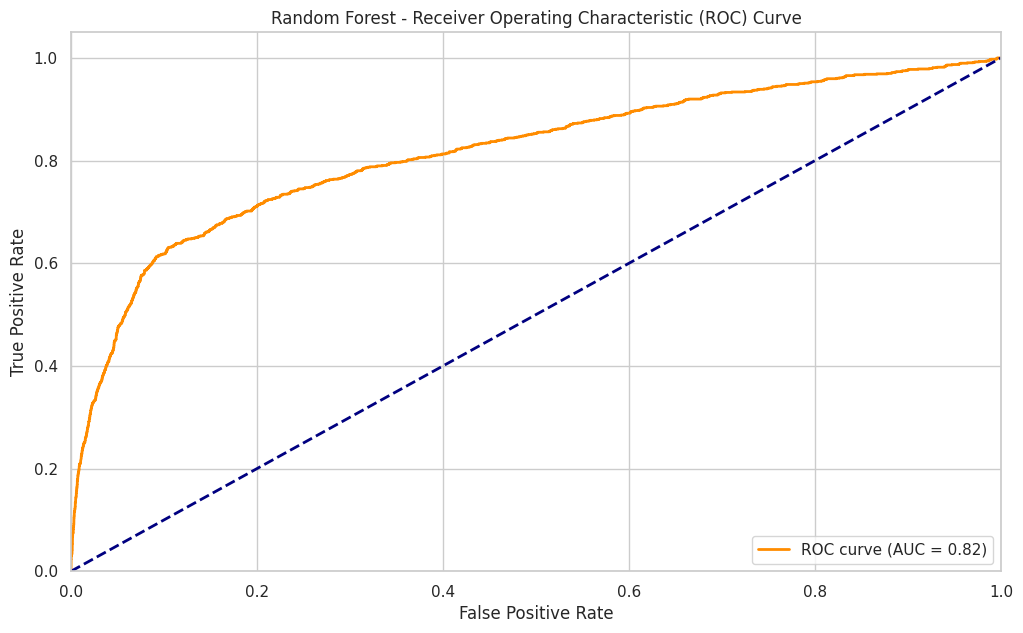 Random Forest - Receiver Operating Characteristic (ROC) Curve
True Positive Rate
1.0
0.8
0.6
0.4
0.2
0.0
0.0 0.2 0.4 0.6 0.8 1.0
False Positive Rate
ROC curve (AUC = 0.82)